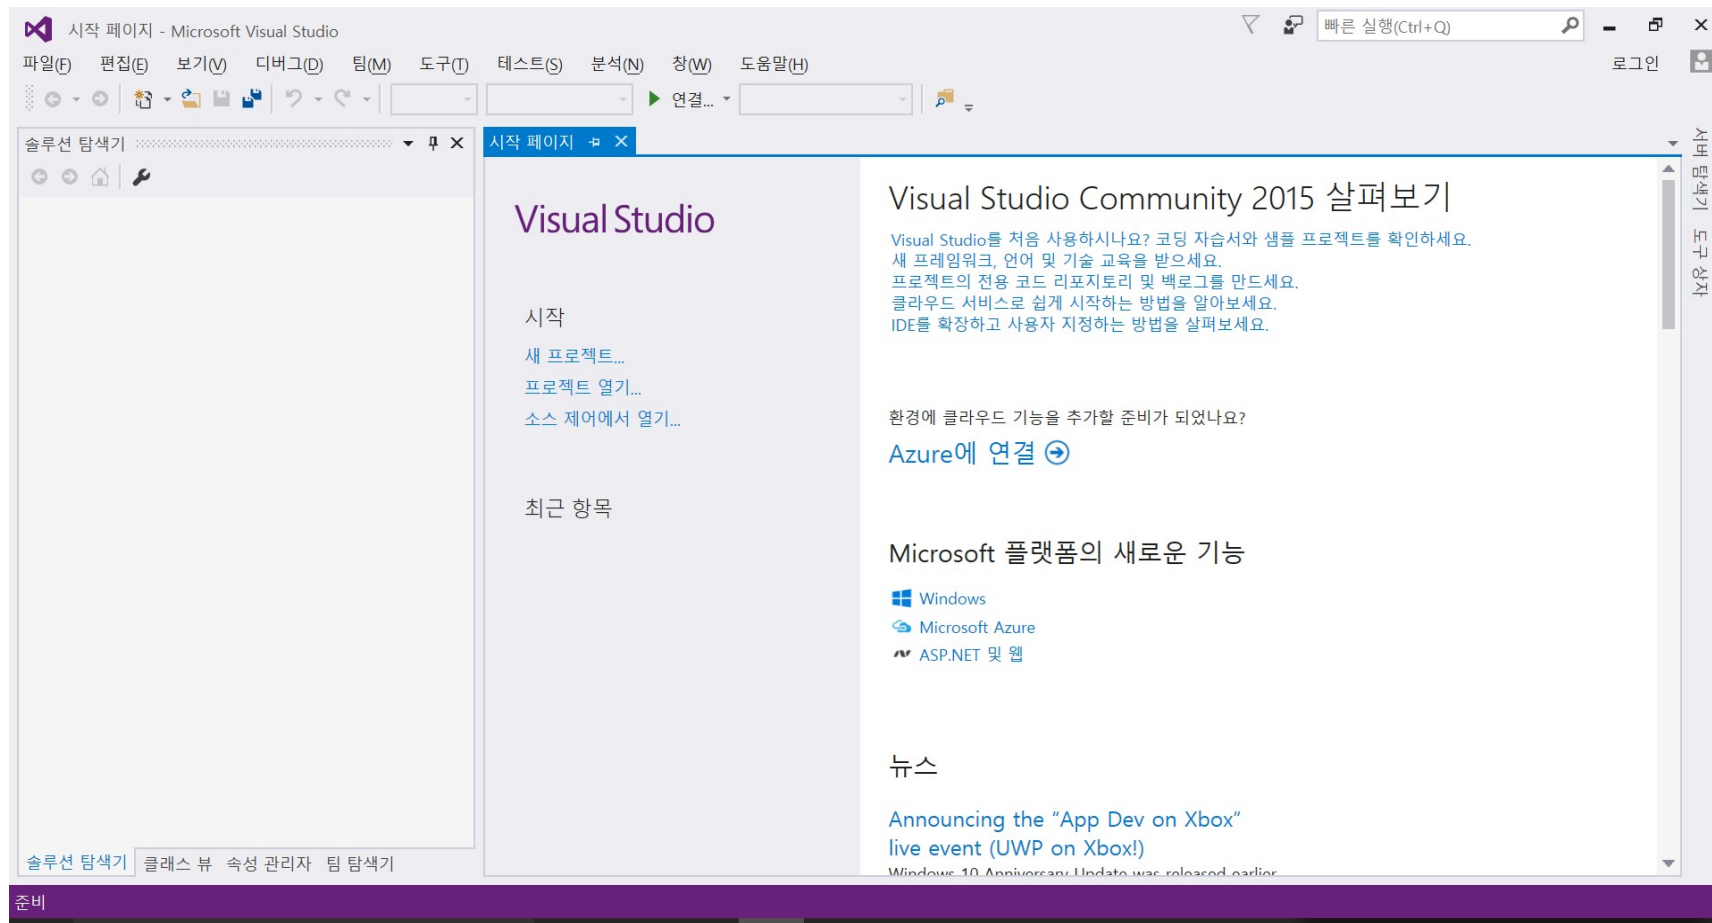 시작 페이지 - Microsoft Visual Studio
빠른 실행(Ctrl+Q)
파일(F) 편집(E) 보기(V) 디버그(D) 팀(M) 도구(T) 테스트(S) 분석(N) 창(W) 도움말(H)
로그인
연결...
솔루션 탐색기
시작 페이지
Visual Studio
시작
새 프로젝트...
프로젝트 열기...
소스 제어에서 열기...
최근 항목
Visual Studio Community 2015 살펴보기
Visual Studio를 처음 사용하시나요? 코딩 자습서와 샘플 프로젝트를 확인하세요.
새 프레임워크, 언어 및 기술 교육을 받으세요.
프로젝트의 전용 코드 리포지토리 및 백로그를 만드세요.
클라우드 서비스로 쉽게 시작하는 방법을 알아보세요.
IDE를 확장하고 사용자 지정하는 방법을 살펴보세요.
환경에 클라우드 기능을 추가할 준비가 되었나요?
Azure에 연결
Microsoft 플랫폼의 새로운 기능
Windows
Microsoft Azure
ASP.NET 및 웹
뉴스
Announcing the “App Dev on Xbox”
live event (UWP on Xbox!)
Windows 10 Anniversary Update was released earlier
서버 탐색기
도구 상자
솔루션 탐색기 클래스 뷰 속성 관리자 팀 탐색기
준비